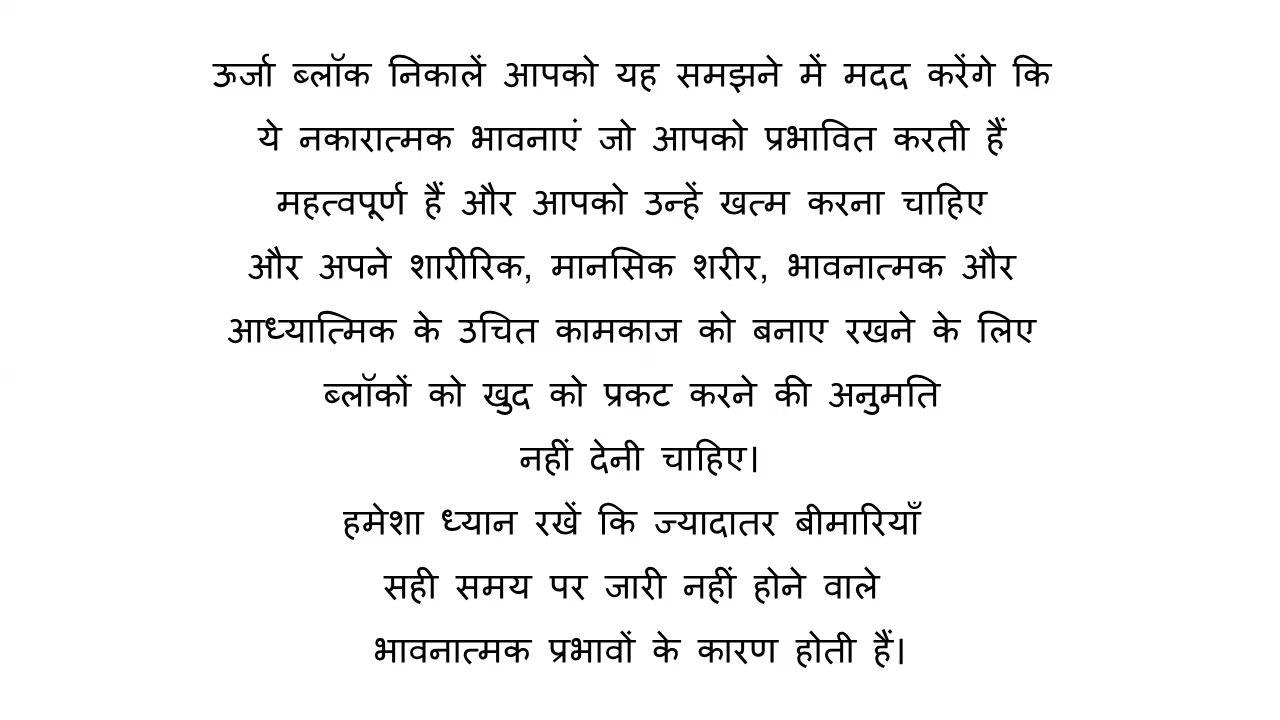 ऊर्जा ब्लॉक निकालें आपको यह समझने में मदद करेंगे कि
ये नकारात्मक भावनाएं जो आपको प्रभावित करती हैं
महत्वपूर्ण हैं और आपको उन्हें खत्म करना चाहिए
और अपने शारीरिक, मानसिक शरीर, भावनात्मक और
आध्यात्मिक के उचित कामकाज को बनाए रखने के लिए
ब्लॉकों को खुद को प्रकट करने की अनुमति
नहीं देनी चाहिए।
हमेशा ध्यान रखें कि ज्यादातर बीमारियाँ
सही समय पर जारी नहीं होने वाले
भावनात्मक प्रभावों के कारण होती हैं।